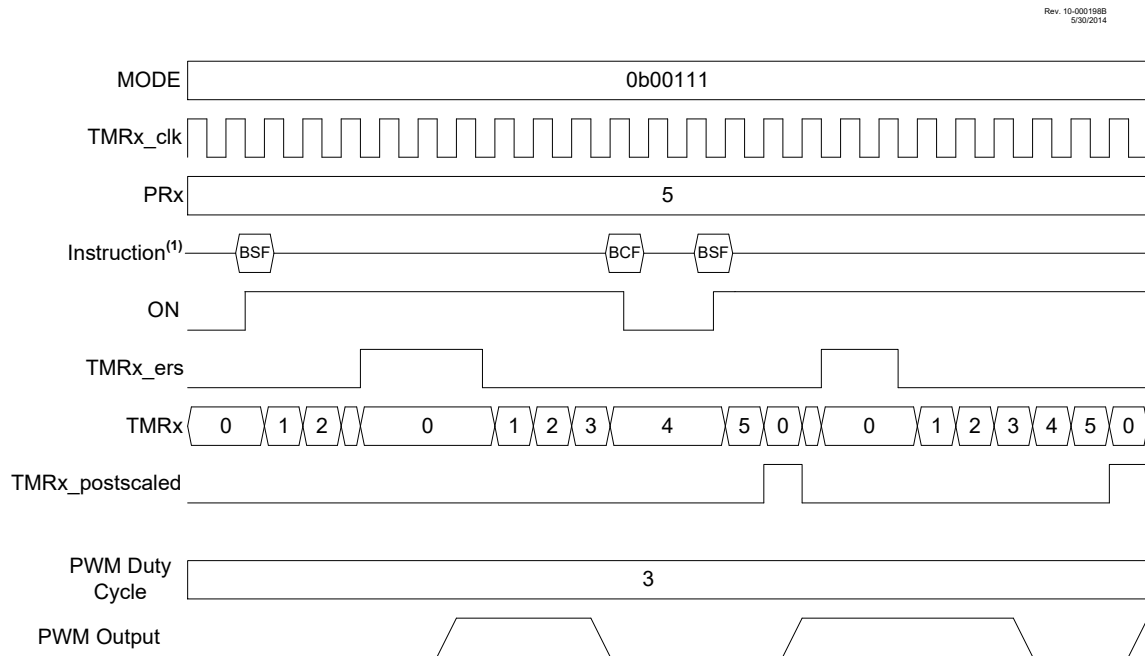 Rev. 10-000198B
5/30/2014
MODE 0b00111
TMRx_clk
PRx 5
Instruction(1) BSF BCF BSF
ON
TMRx_ers
TMRx 0 1 2 0 1 2 3 4 5 0 0 1 2 3 4 5 0
TMRx_postscaled
PWM Duty
Cycle
3
PWM Output